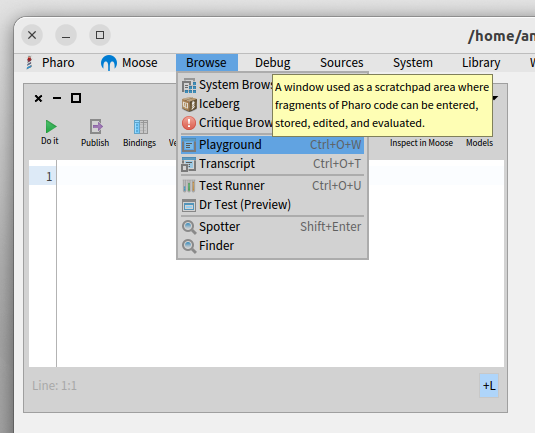 /home/an
Pharo Moose Browse Debug Sources System Library
System Brows
A window used as a scratchpad area where
fragments of Pharo code can be entered,
stored, edited, and evaluated.
Iceberg
Critique Brow
Playground Ctrl+O+W
Transcript Ctrl+O+T
Test Runner Ctrl+O+U
Dr Test (Preview)
Spotter Shift+Enter
Finder
Do it Publish Bindings Ve Inspect in Moose Models
1
Line: 1:1
+L